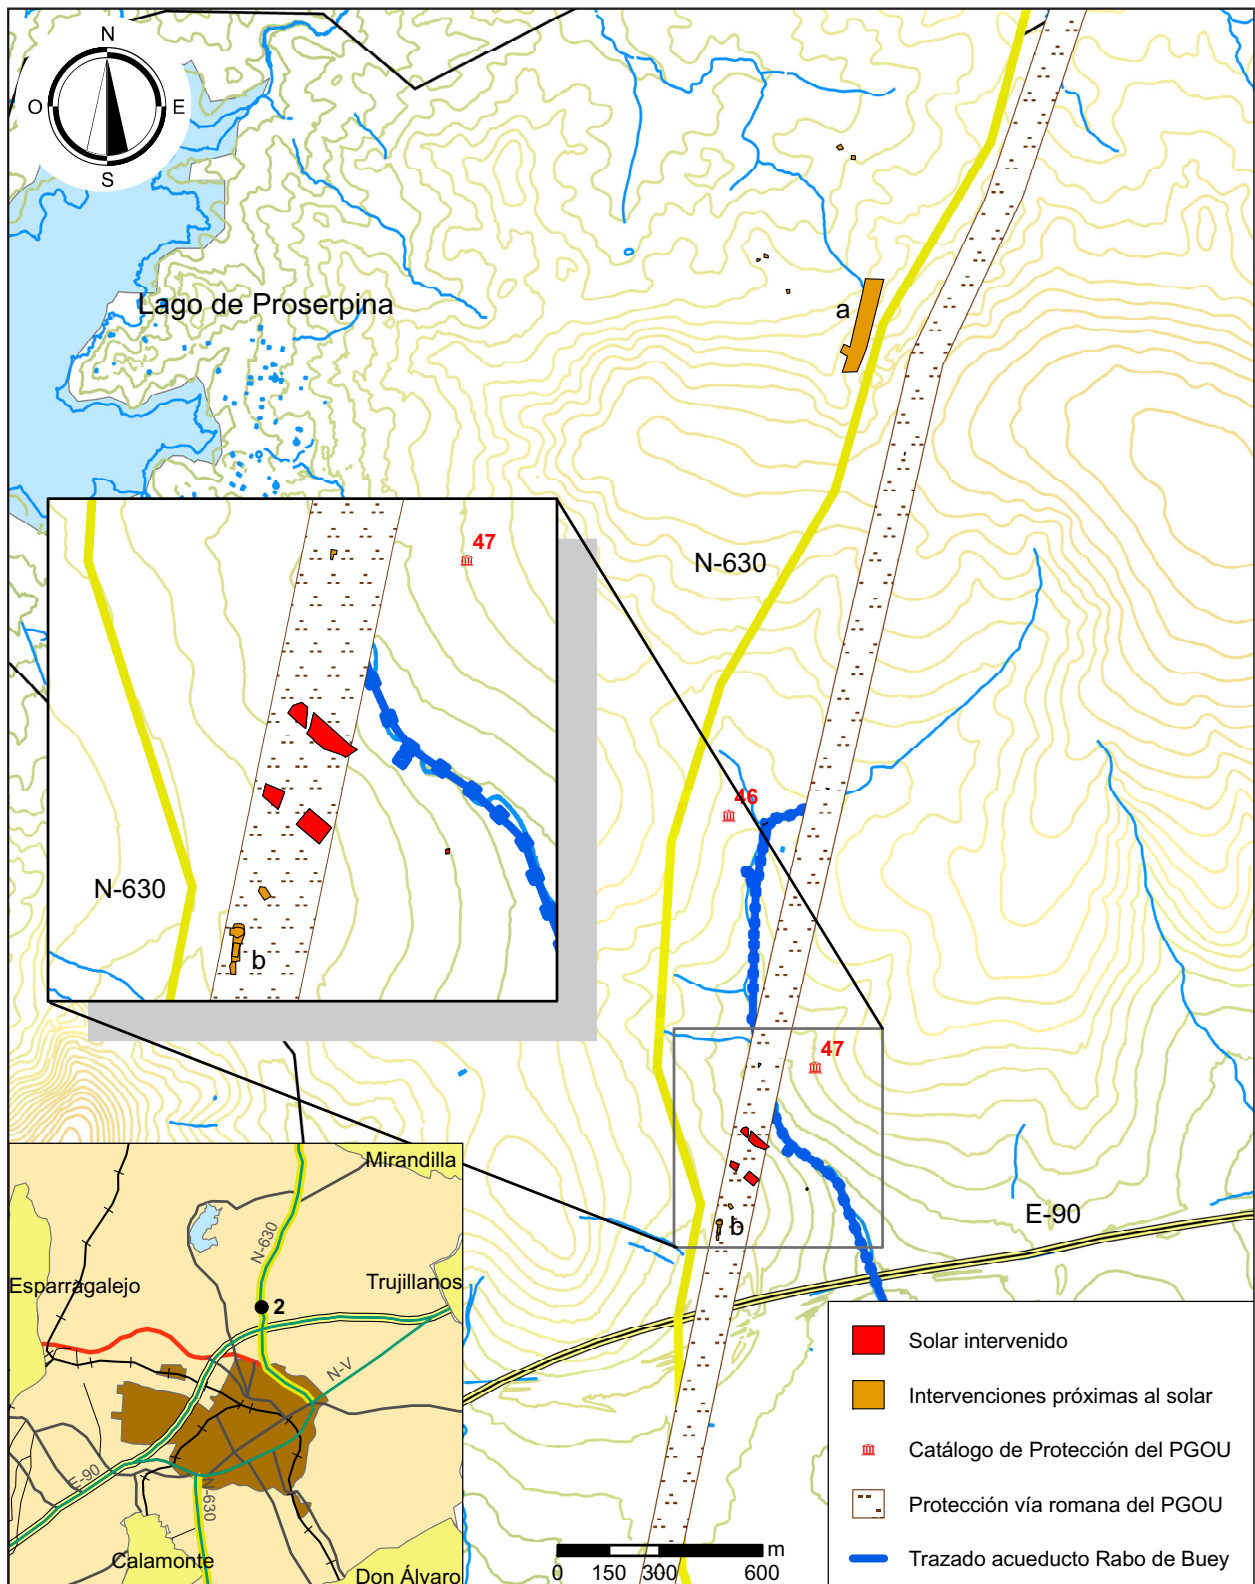 N
O E
S
Lago de Proserpina
a
N-630
47
N-630
b
46
47
b
E-90
Mirandilla
N-630
Esparragalejo
Trujillanos
2
N-V
E-90
N-630
Calamonte
Don Álvaro
Solar intervenido
Intervenciones próximas al solar
Catálogo de Protección del PGOU
Protección vía romana del PGOU
Trazado acueducto Rabo de Buey
m
0 150 300 600